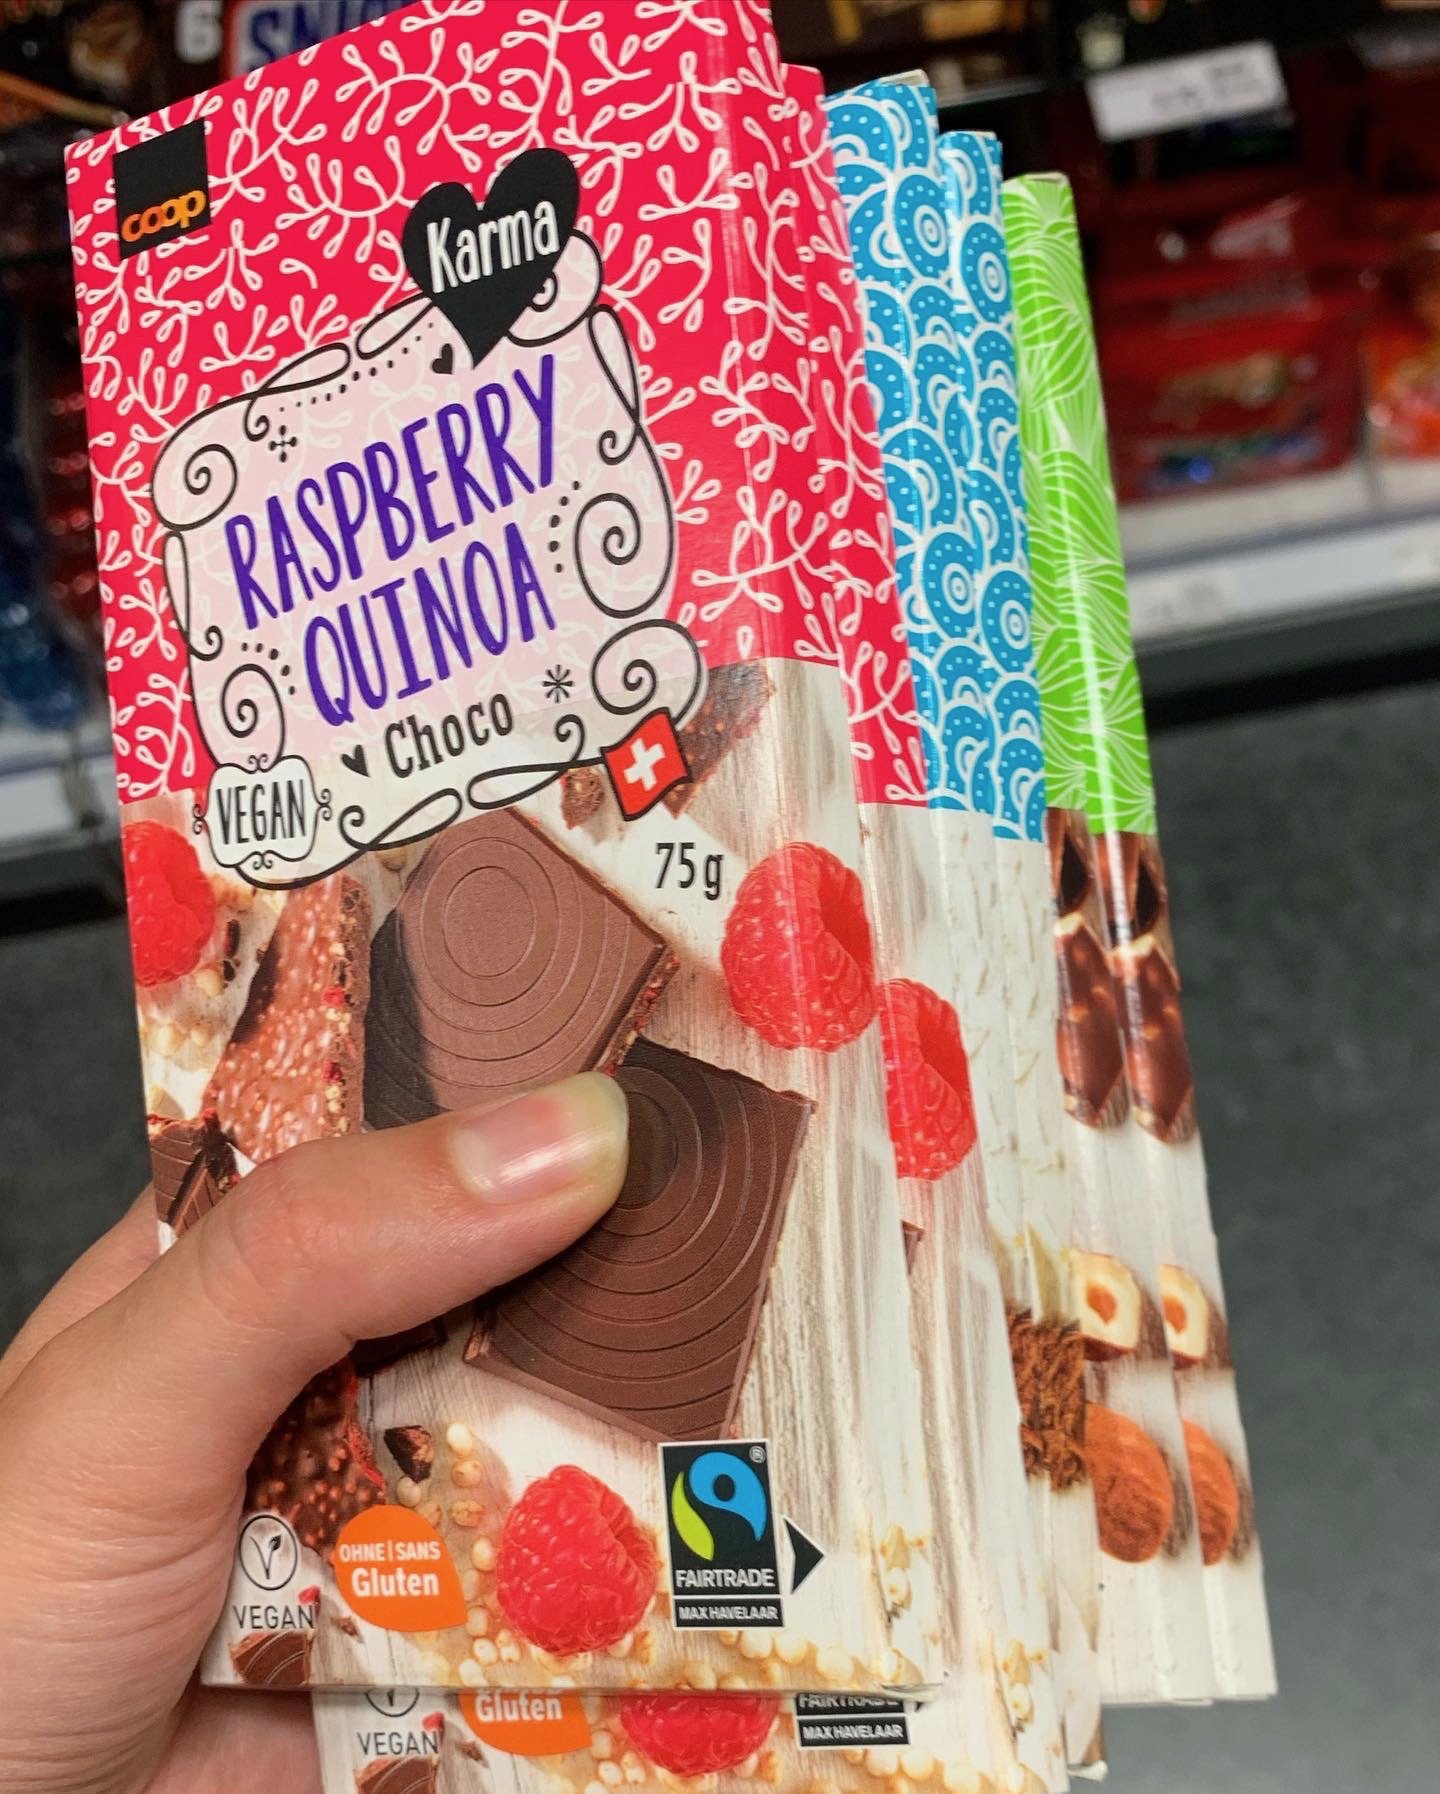 6
coop
Karma
RASPBERRY
QUINOA
Choco
VEGAN
75g
OHNE|SANS
Gluten
VEGAN
FAIRTRADE
MAX HAVELAAR
®
Gluten
VEGAN
FAIRTRADE
MAX HAVELAAR